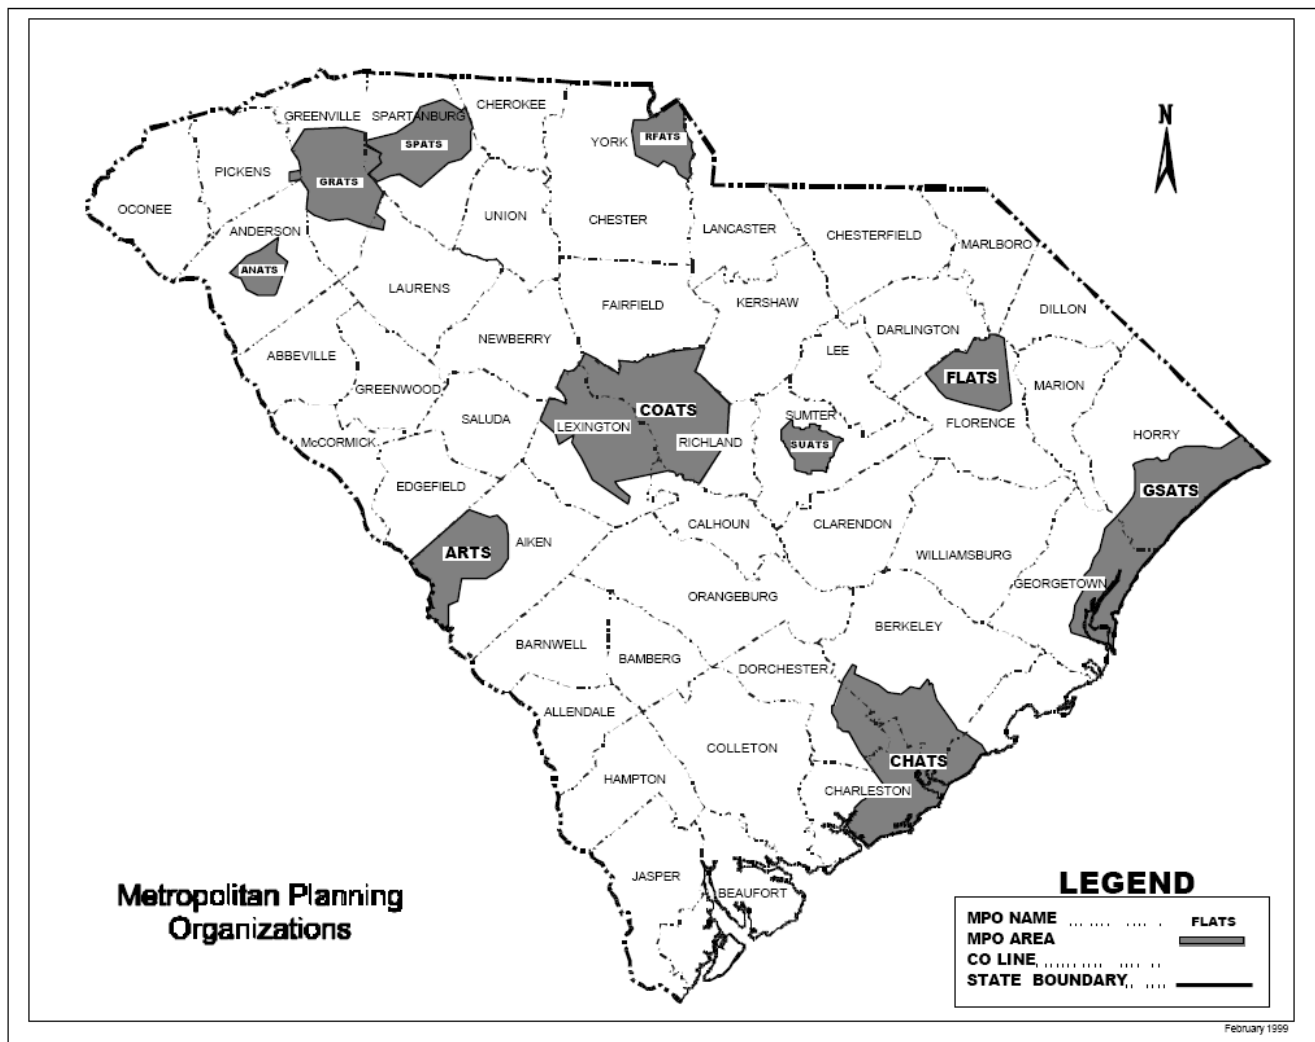 N
CHEROKEE
GREENVILLE
SPARTANBURG
SPATS
YORK
RFATS
PICKENS
GRATS
OCONEE
UNION
CHESTER
LANCASTER
CHESTERFIELD
MARLBORO
ANDERSON
ANATS
LAURENS
FAIRFIELD
KERSHAW
DILLON
DARLINGTON
NEWBERRY
LEE
ABBEVILLE
GREENWOOD
FLATS
MARION
SALUDA
COATS
LEXINGTON
RICHLAND
SUMTER
SUATS
FLORENCE
HORRY
McCORMICK
EDGEFIELD
GSATS
CALHOUN
CLARENDON
ARTS
AIKEN
WILLIAMSBURG
GEORGETOWN
ORANGEBURG
BERKELEY
BARNWELL
BAMBERG
DORCHESTER
ALLENDALE
COLLETON
CHATS
HAMPTON
CHARLESTON
JASPER
BEAUFORT
Metropolitan Planning
Organizations
LEGEND
MPO NAME FLATS
MPO AREA
CO LINE
STATE BOUNDARY
February 1999